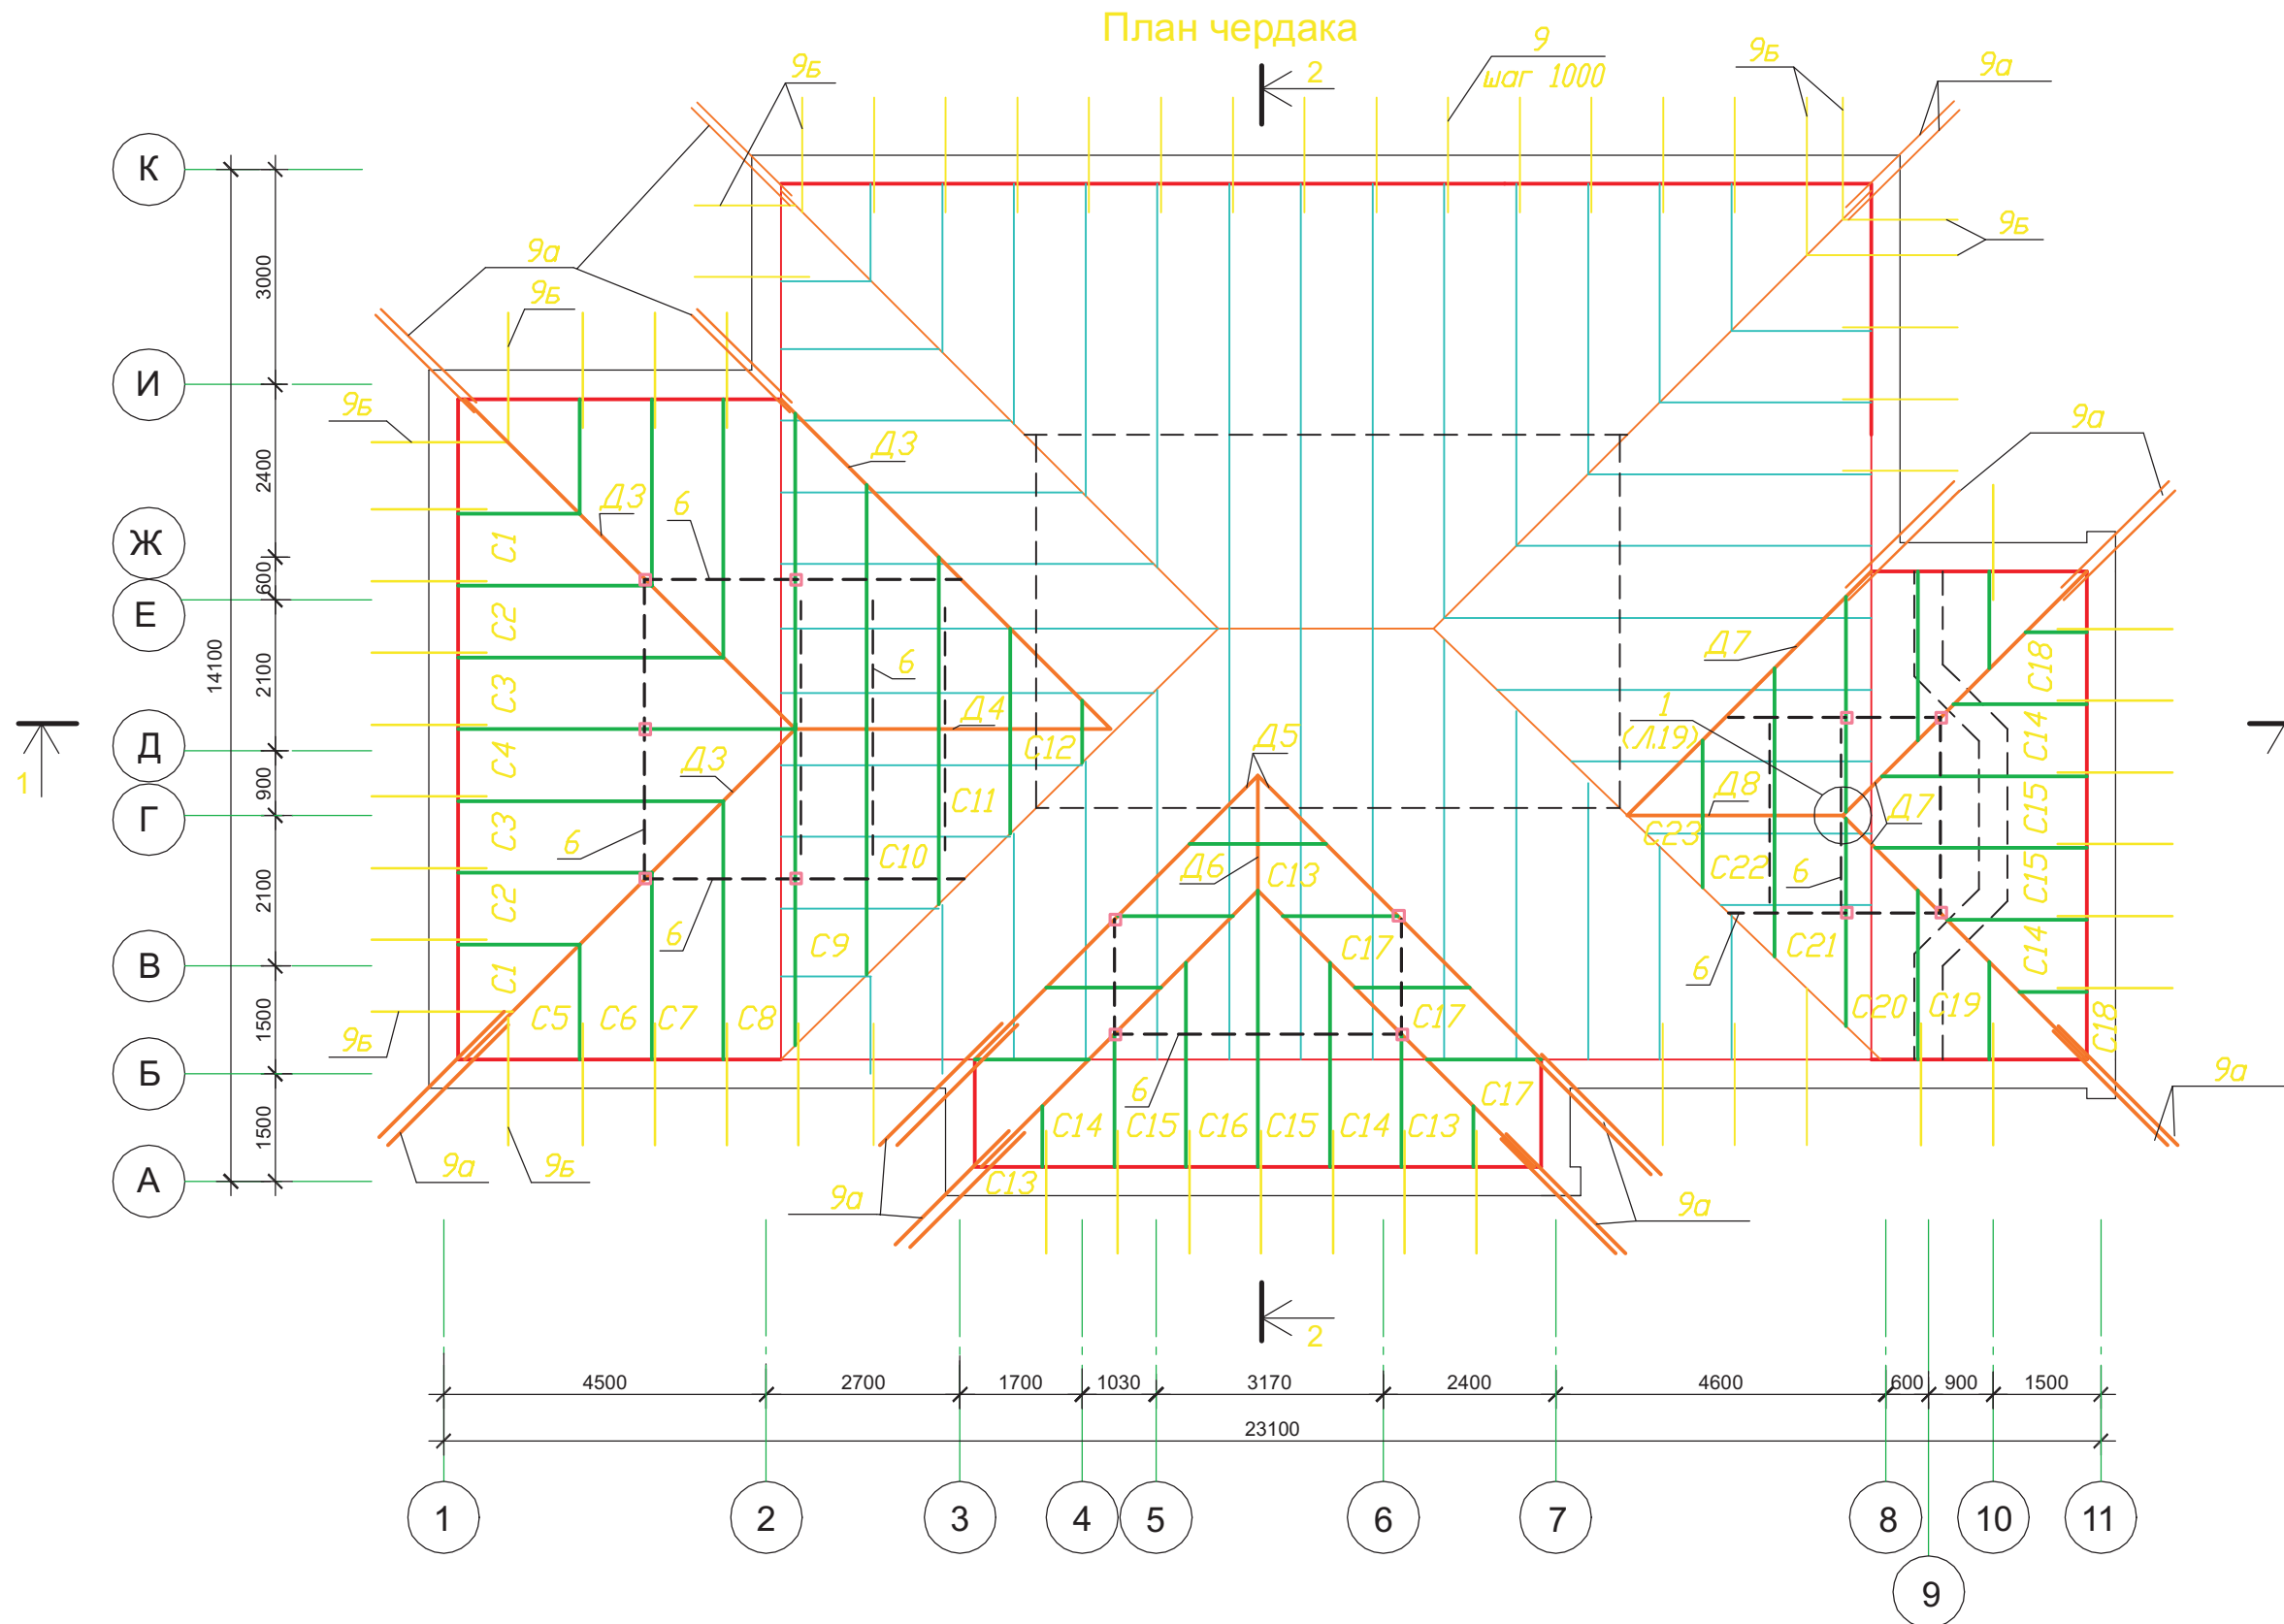 План чердака
2
9
шаг 1000
9Б
9Б
9а
К
9Б
9а
9Б
3000
И
9Б
9а
Д3
Д3
6
2400
Ж
С1
600
Е
С2
6
Д7
С18
14100
2100
С3
Д4
1
(Л.19)
С14
Д
1
С4
Д3
С12
Д5
900
Г
С3
6
С11
Д8
С23
Д7
С15
С10
Д6
С13
С22
6
С15
2100
С2
6
С9
С17
С21
6
С14
В
С1
1500
С5
С6
С7
С8
С17
С20
С19
С18
9Б
Б
6
С17
9а
1500
С14
С15
С16
С15
С14
С13
9а
9Б
А
С13
9а
9а
2
4500
2700
1700
1030
3170
2400
4600
600
900
1500
23100
1
2
3
4
5
6
7
8
10
11
9